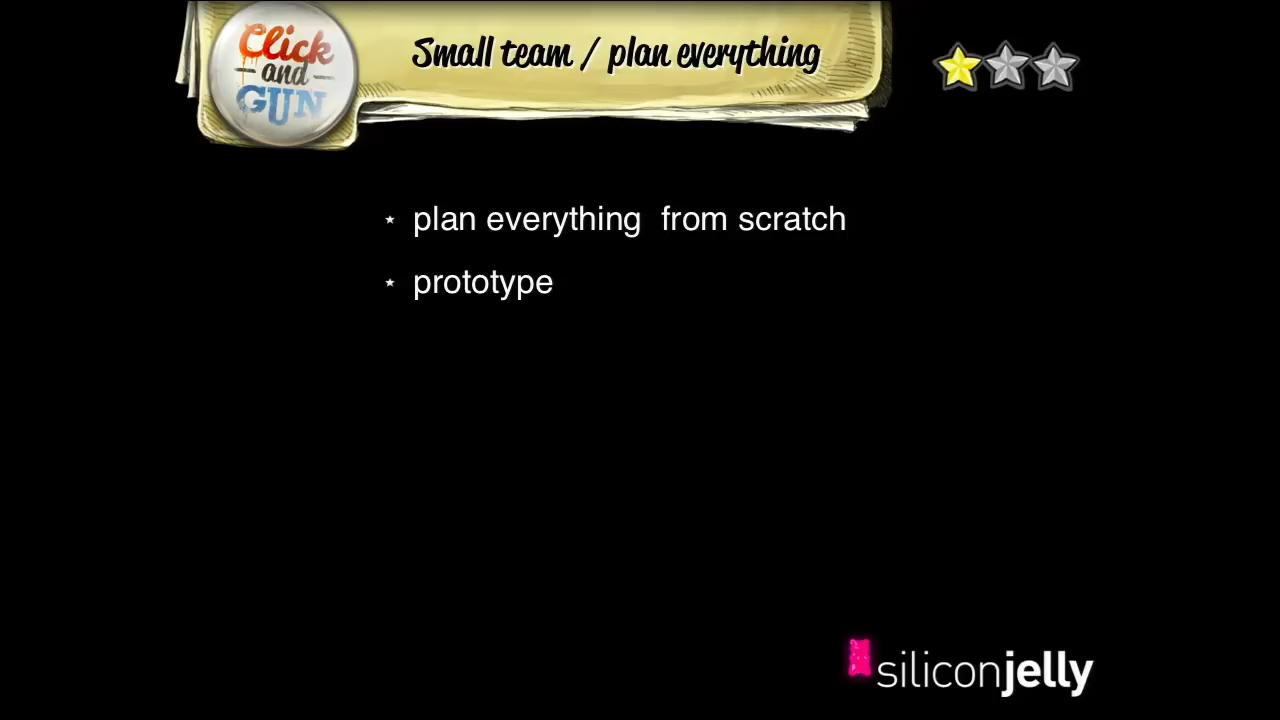 Click
and
GUN
Small team / plan everything
plan everything from scratch
prototype
siliconjelly